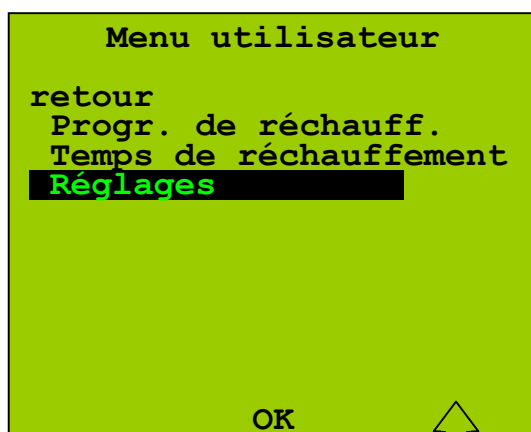 Menu utilisateur
retour
Progr. de réchauff.
Temps de réchauffement
Réglages
OK